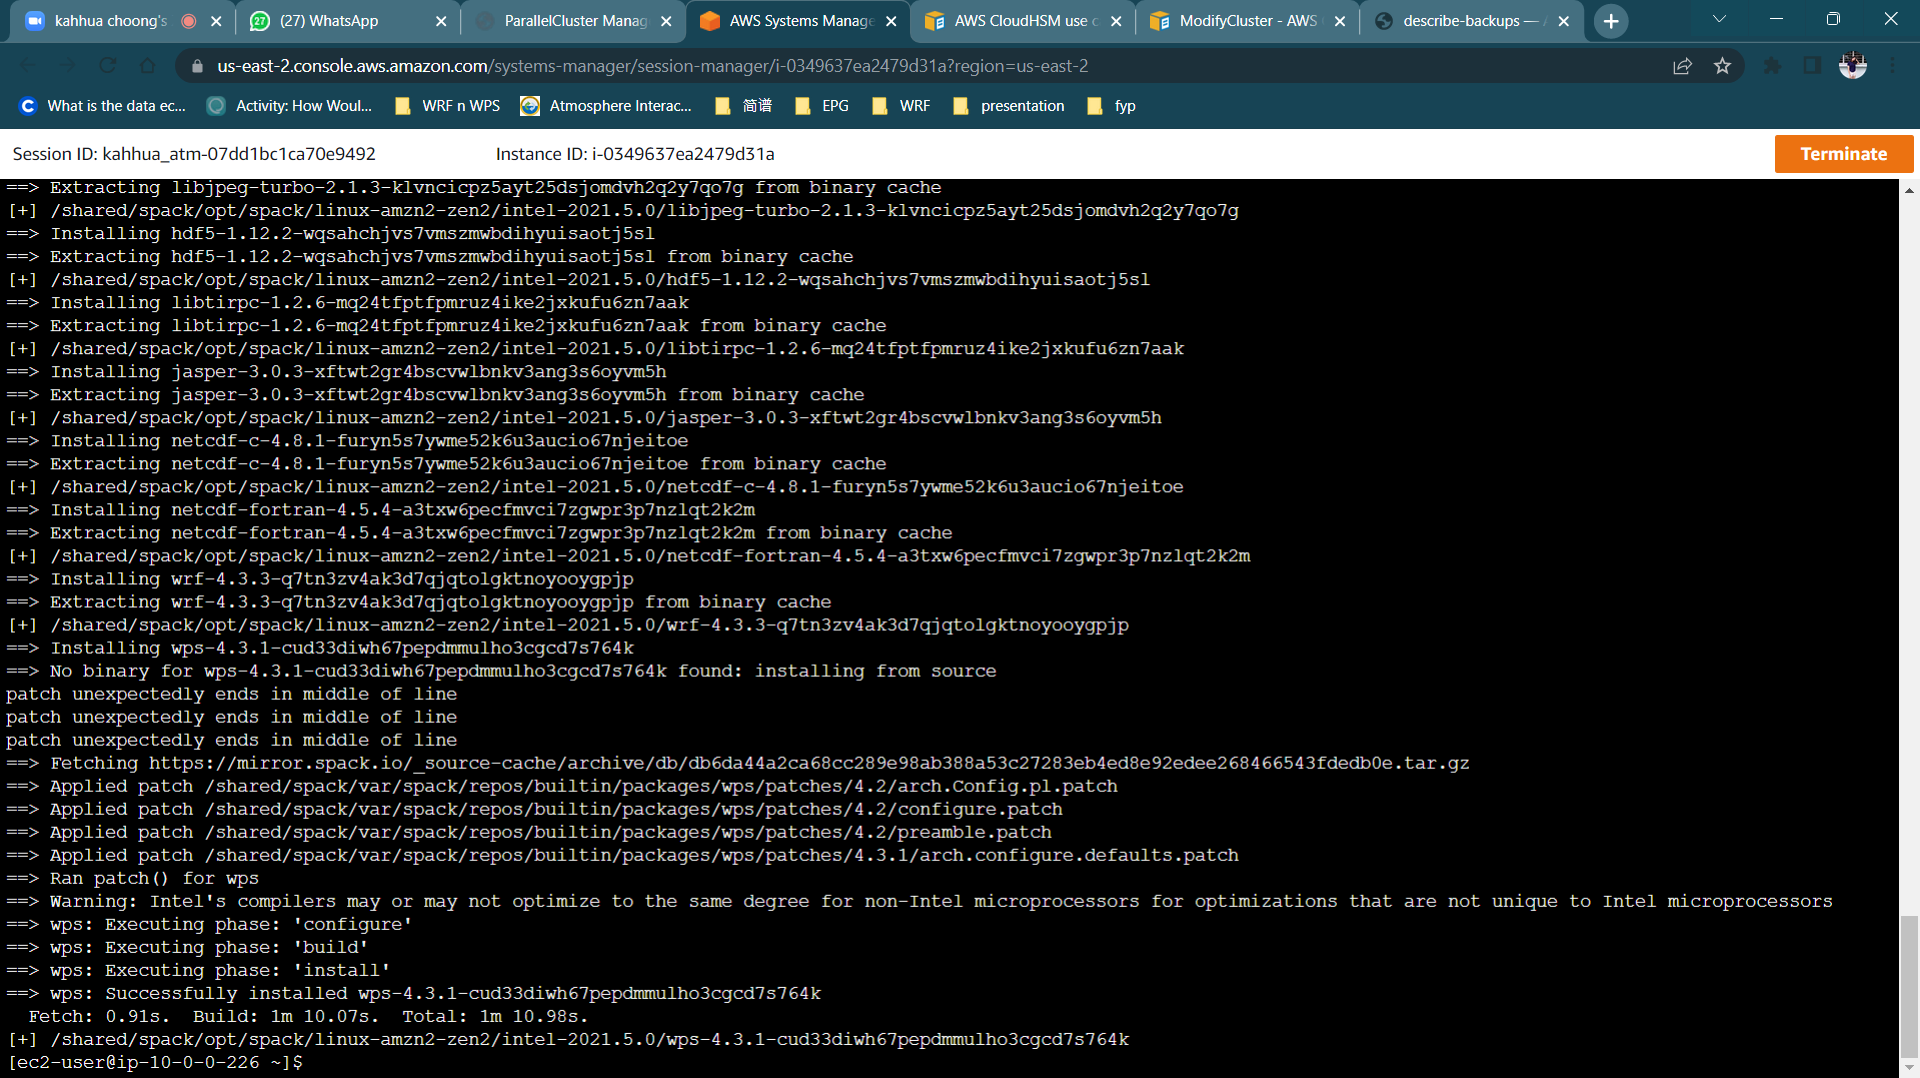 kahhua choong's
(27) WhatsApp
ParallelCluster Manag
AWS Systems Manage
AWS CloudHSM use c
ModifyCluster - AWS
describe-backups —
us-east-2.console.aws.amazon.com/systems-manager/session-manager/i-0349637ea2479d31a?region=us-east-2
What is the data ec...
Activity: How Woul...
WRF n WPS
Atmosphere Interac...
简谱
EPG
WRF
presentation
fyp
Session ID: kahhua_atm-07dd1bc1ca70e9492
Instance ID: i-0349637ea2479d31a
Terminate
==> Extracting libjpeg-turbo-2.1.3-klvncicpz5ayt25dsjomdvh2q2y7qo7g from binary cache
[+] /shared/spack/opt/spack/linux-amzn2-zen2/intel-2021.5.0/libjpeg-turbo-2.1.3-klvncicpz5ayt25dsjomdvh2q2y7qo7g
==> Installing hdf5-1.12.2-wqsahchjvs7vmszmwbdihyuisaotj5sl
==> Extracting hdf5-1.12.2-wqsahchjvs7vmszmwbdihyuisaotj5sl from binary cache
[+] /shared/spack/opt/spack/linux-amzn2-zen2/intel-2021.5.0/hdf5-1.12.2-wqsahchjvs7vmszmwbdihyuisaotj5sl
==> Installing libtirpc-1.2.6-mq24tfptfpmruz4ike2jxkufu6zn7aak
==> Extracting libtirpc-1.2.6-mq24tfptfpmruz4ike2jxkufu6zn7aak from binary cache
[+] /shared/spack/opt/spack/linux-amzn2-zen2/intel-2021.5.0/libtirpc-1.2.6-mq24tfptfpmruz4ike2jxkufu6zn7aak
==> Installing jasper-3.0.3-xftwt2gr4bscvwlbnkv3ang3s6oyvm5h
==> Extracting jasper-3.0.3-xftwt2gr4bscvwlbnkv3ang3s6oyvm5h from binary cache
[+] /shared/spack/opt/spack/linux-amzn2-zen2/intel-2021.5.0/jasper-3.0.3-xftwt2gr4bscvwlbnkv3ang3s6oyvm5h
==> Installing netcdf-c-4.8.1-furyn5s7ywme52k6u3aucio67njeitoe
==> Extracting netcdf-c-4.8.1-furyn5s7ywme52k6u3aucio67njeitoe from binary cache
[+] /shared/spack/opt/spack/linux-amzn2-zen2/intel-2021.5.0/netcdf-c-4.8.1-furyn5s7ywme52k6u3aucio67njeitoe
==> Installing netcdf-fortran-4.5.4-a3txw6pecfmvci7zgwpr3p7nzlqt2k2m
==> Extracting netcdf-fortran-4.5.4-a3txw6pecfmvci7zgwpr3p7nzlqt2k2m from binary cache
[+] /shared/spack/opt/spack/linux-amzn2-zen2/intel-2021.5.0/netcdf-fortran-4.5.4-a3txw6pecfmvci7zgwpr3p7nzlqt2k2m
==> Installing wrf-4.3.3-q7tn3zv4ak3d7qjqtolgktnoyooygpjp
==> Extracting wrf-4.3.3-q7tn3zv4ak3d7qjqtolgktnoyooygpjp from binary cache
[+] /shared/spack/opt/spack/linux-amzn2-zen2/intel-2021.5.0/wrf-4.3.3-q7tn3zv4ak3d7qjqtolgktnoyooygpjp
==> Installing wps-4.3.1-cud33diwh67pepdmmulho3cgcd7s764k
==> No binary for wps-4.3.1-cud33diwh67pepdmmulho3cgcd7s764k found: installing from source
patch unexpectedly ends in middle of line
patch unexpectedly ends in middle of line
patch unexpectedly ends in middle of line
==> Fetching https://mirror.spack.io/_source-cache/archive/db/db6da44a2ca68cc289e98ab388a53c27283eb4ed8e92edee268466543fdedb0e.tar.gz
==> Applied patch /shared/spack/var/spack/repos/builtin/packages/wps/patches/4.2/arch.Config.pl.patch
==> Applied patch /shared/spack/var/spack/repos/builtin/packages/wps/patches/4.2/configure.patch
==> Applied patch /shared/spack/var/spack/repos/builtin/packages/wps/patches/4.2/preamble.patch
==> Applied patch /shared/spack/var/spack/repos/builtin/packages/wps/patches/4.3.1/arch.configure.defaults.patch
==> Ran patch() for wps
==> Warning: Intel's compilers may or may not optimize to the same degree for non-Intel microprocessors for optimizations that are not unique to Intel microprocessors
==> wps: Executing phase: 'configure'
==> wps: Executing phase: 'build'
==> wps: Executing phase: 'install'
==> wps: Successfully installed wps-4.3.1-cud33diwh67pepdmmulho3cgcd7s764k
  Fetch: 0.91s.  Build: 1m 10.07s.  Total: 1m 10.98s.
[+] /shared/spack/opt/spack/linux-amzn2-zen2/intel-2021.5.0/wps-4.3.1-cud33diwh67pepdmmulho3cgcd7s764k
[ec2-user@ip-10-0-0-226 ~]$